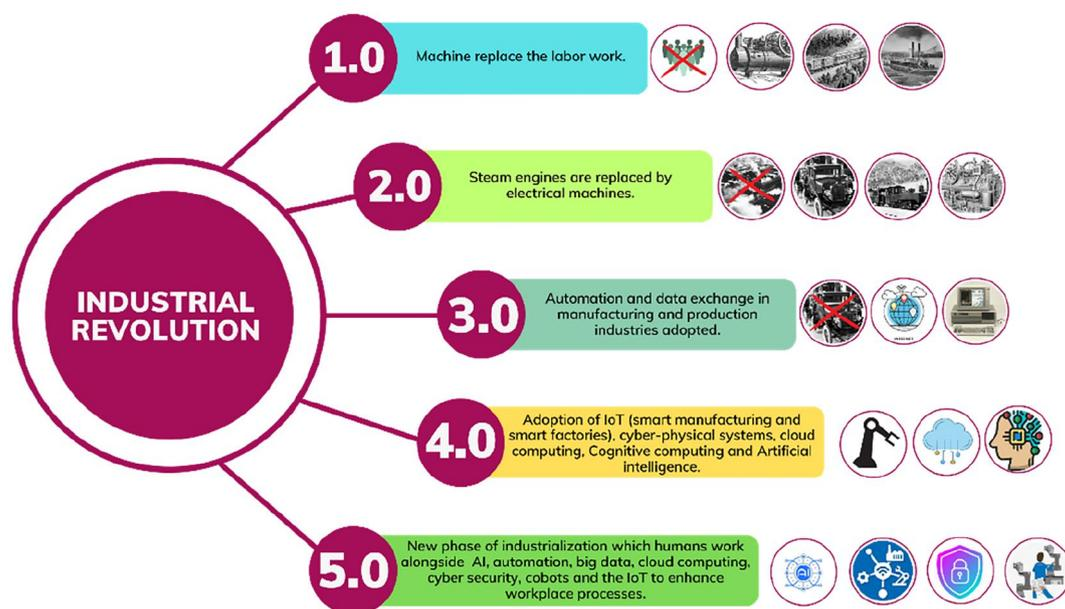 1.0
Machine replace the labor work.
2.0
Steam engines are replaced by
electrical machines.
INDUSTRIAL
REVOLUTION
3.0
Automation and data exchange in
manufacturing and production
industries adopted.
4.0
Adoption of IoT (smart manufacturing and
smart factories), cyber-physical systems, cloud
computing, Cognitive computing and Artificial
intelligence.
5.0
New phase of industrialization which humans work
alongside AI, automation, big data, cloud computing,
cyber security, cobots and the IoT to enhance
workplace processes.